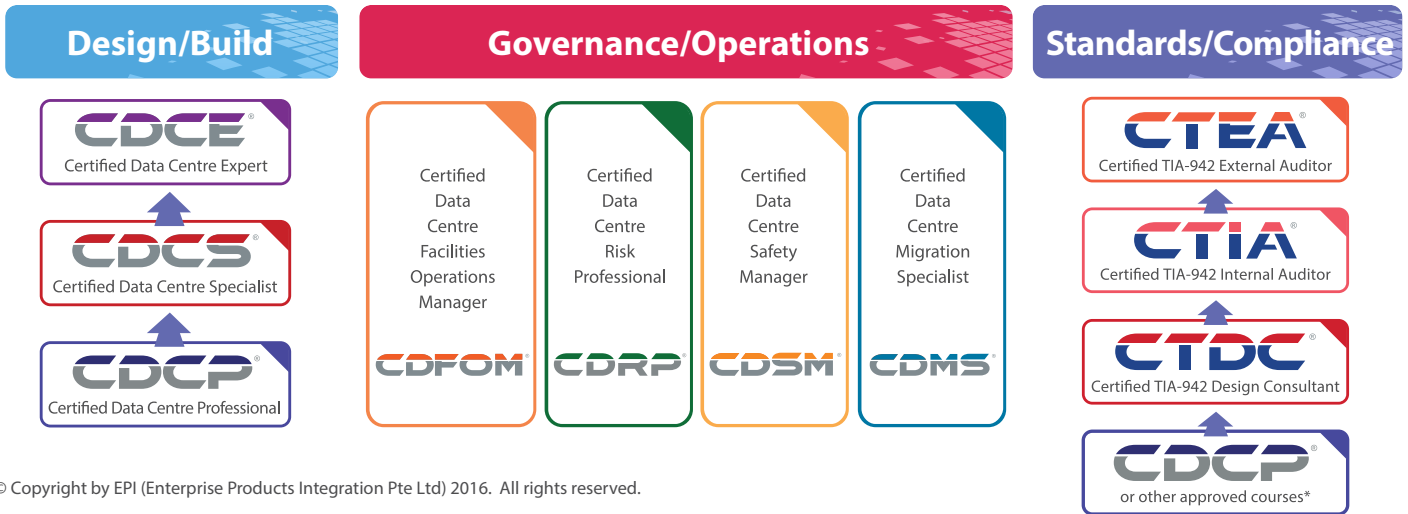 Design/Build
CDCE®
Certified Data Centre Expert
CDCS®
Certified Data Centre Specialist
CDCP®
Certified Data Centre Professional
Governance/Operations
Certified
Data
Centre
Facilities
Operations
Manager
CDFOM®
Certified
Data
Centre
Risk
Professional
CDRP®
Certified
Data
Centre
Safety
Manager
CDSM®
Certified
Data
Centre
Migration
Specialist
CDMS®
Standards/Compliance
CTEA®
Certified TIA-942 External Auditor
CTIA®
Certified TIA-942 Internal Auditor
CTDC®
Certified TIA-942 Design Consultant
CDCP®
or other approved courses*
© Copyright by EPI (Enterprise Products Integration Pte Ltd) 2016. All rights reserved.